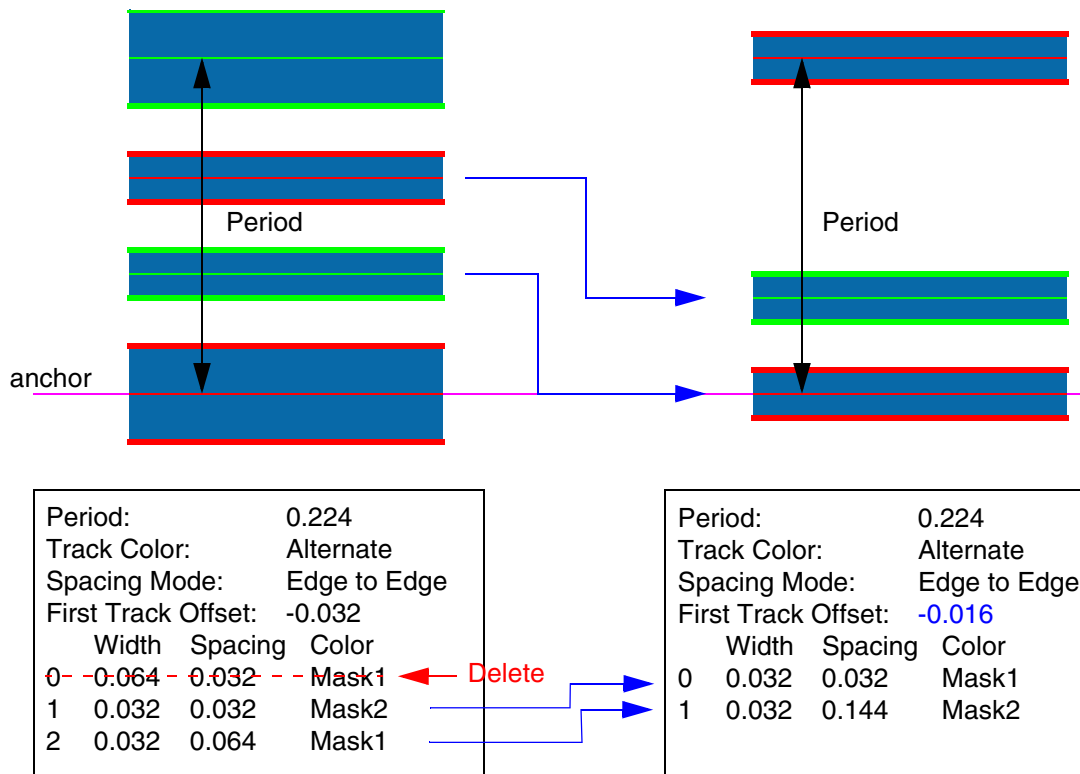 Period
Period
anchor
Period: 0.224
Track Color: Alternate
Spacing Mode: Edge to Edge
First Track Offset: -0.032
Width Spacing Color
0 0.064 0.032 Mask1
Delete
1 0.032 0.032 Mask2
2 0.032 0.064 Mask1
Period: 0.224
Track Color: Alternate
Spacing Mode: Edge to Edge
First Track Offset: -0.016
Width Spacing Color
0 0.032 0.032 Mask1
1 0.032 0.144 Mask2